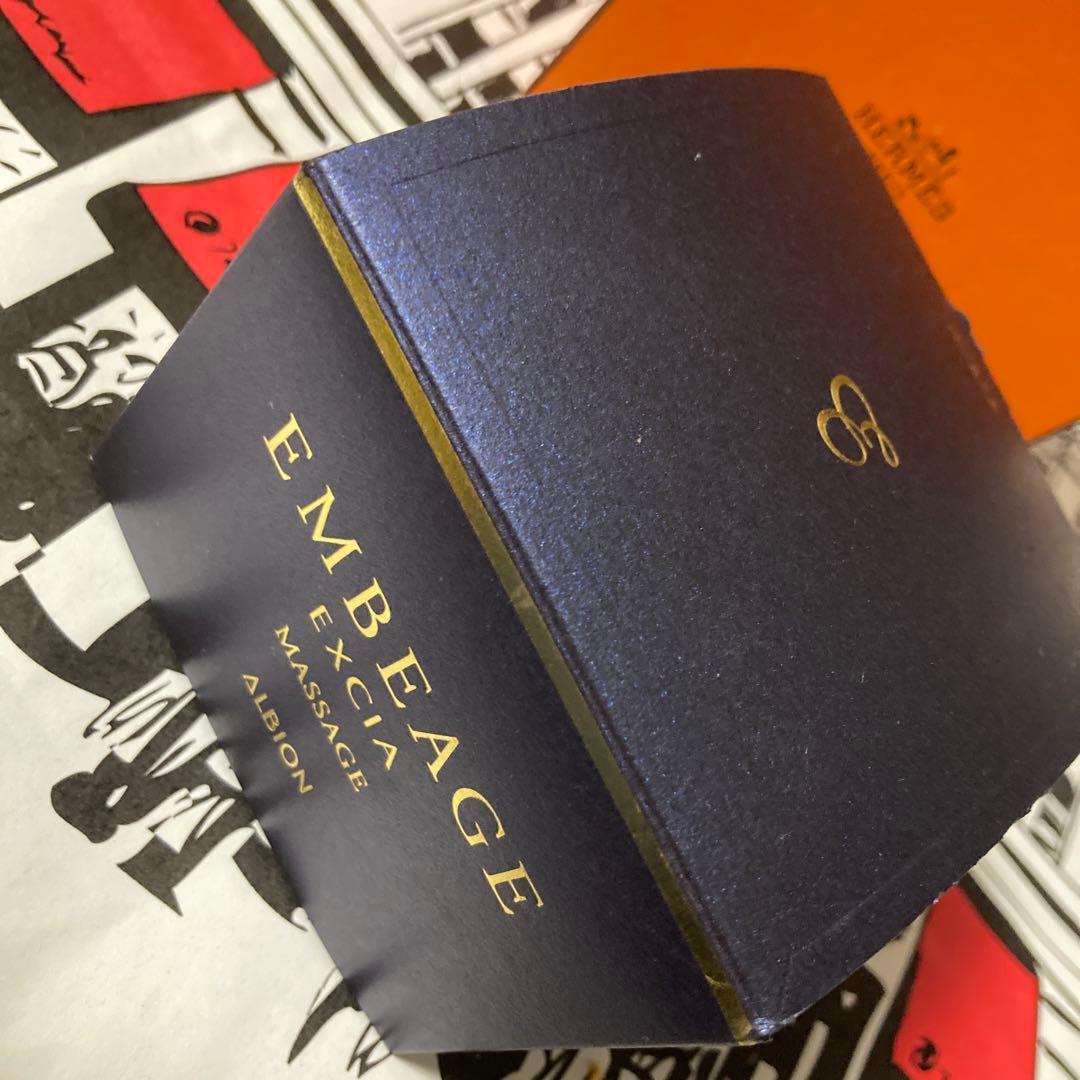 EMBEAGE
EXCIA
MASSAGE
ALBION
HERMÈS